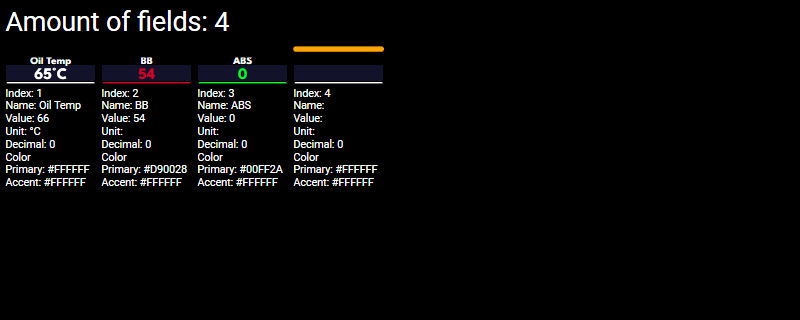 Amount of fields: 4
Oil Temp
65°C
Index: 1
Name: Oil Temp
Value: 66
Unit: °C
Decimal: 0
Color
Primary: #FFFFFF
Accent: #FFFFFF
BB
54
Index: 2
Name: BB
Value: 54
Unit:
Decimal: 0
Color
Primary: #D90028
Accent: #FFFFFF
ABS
0
Index: 3
Name: ABS
Value: 0
Unit:
Decimal: 0
Color
Primary: #00FF2A
Accent: #FFFFFF
Index: 4
Name:
Value:
Unit:
Decimal: 0
Color
Primary: #FFFFFF
Accent: #FFFFFF